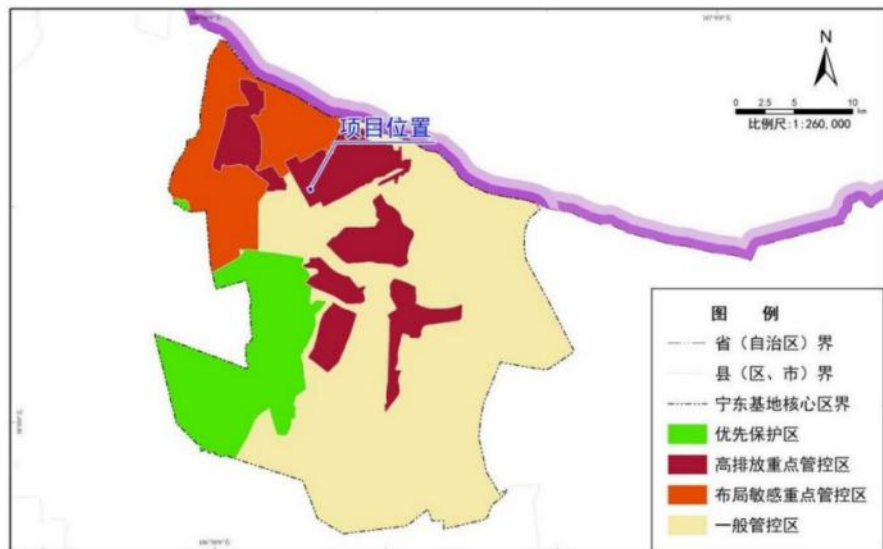 N
0 2.5 5 10
km
比例尺:1:260,000
项目位置
图 例
省（自治区）界
县（区、市）界
宁东基地核心区界
优先保护区
高排放重点管控区
布局敏感重点管控区
一般管控区